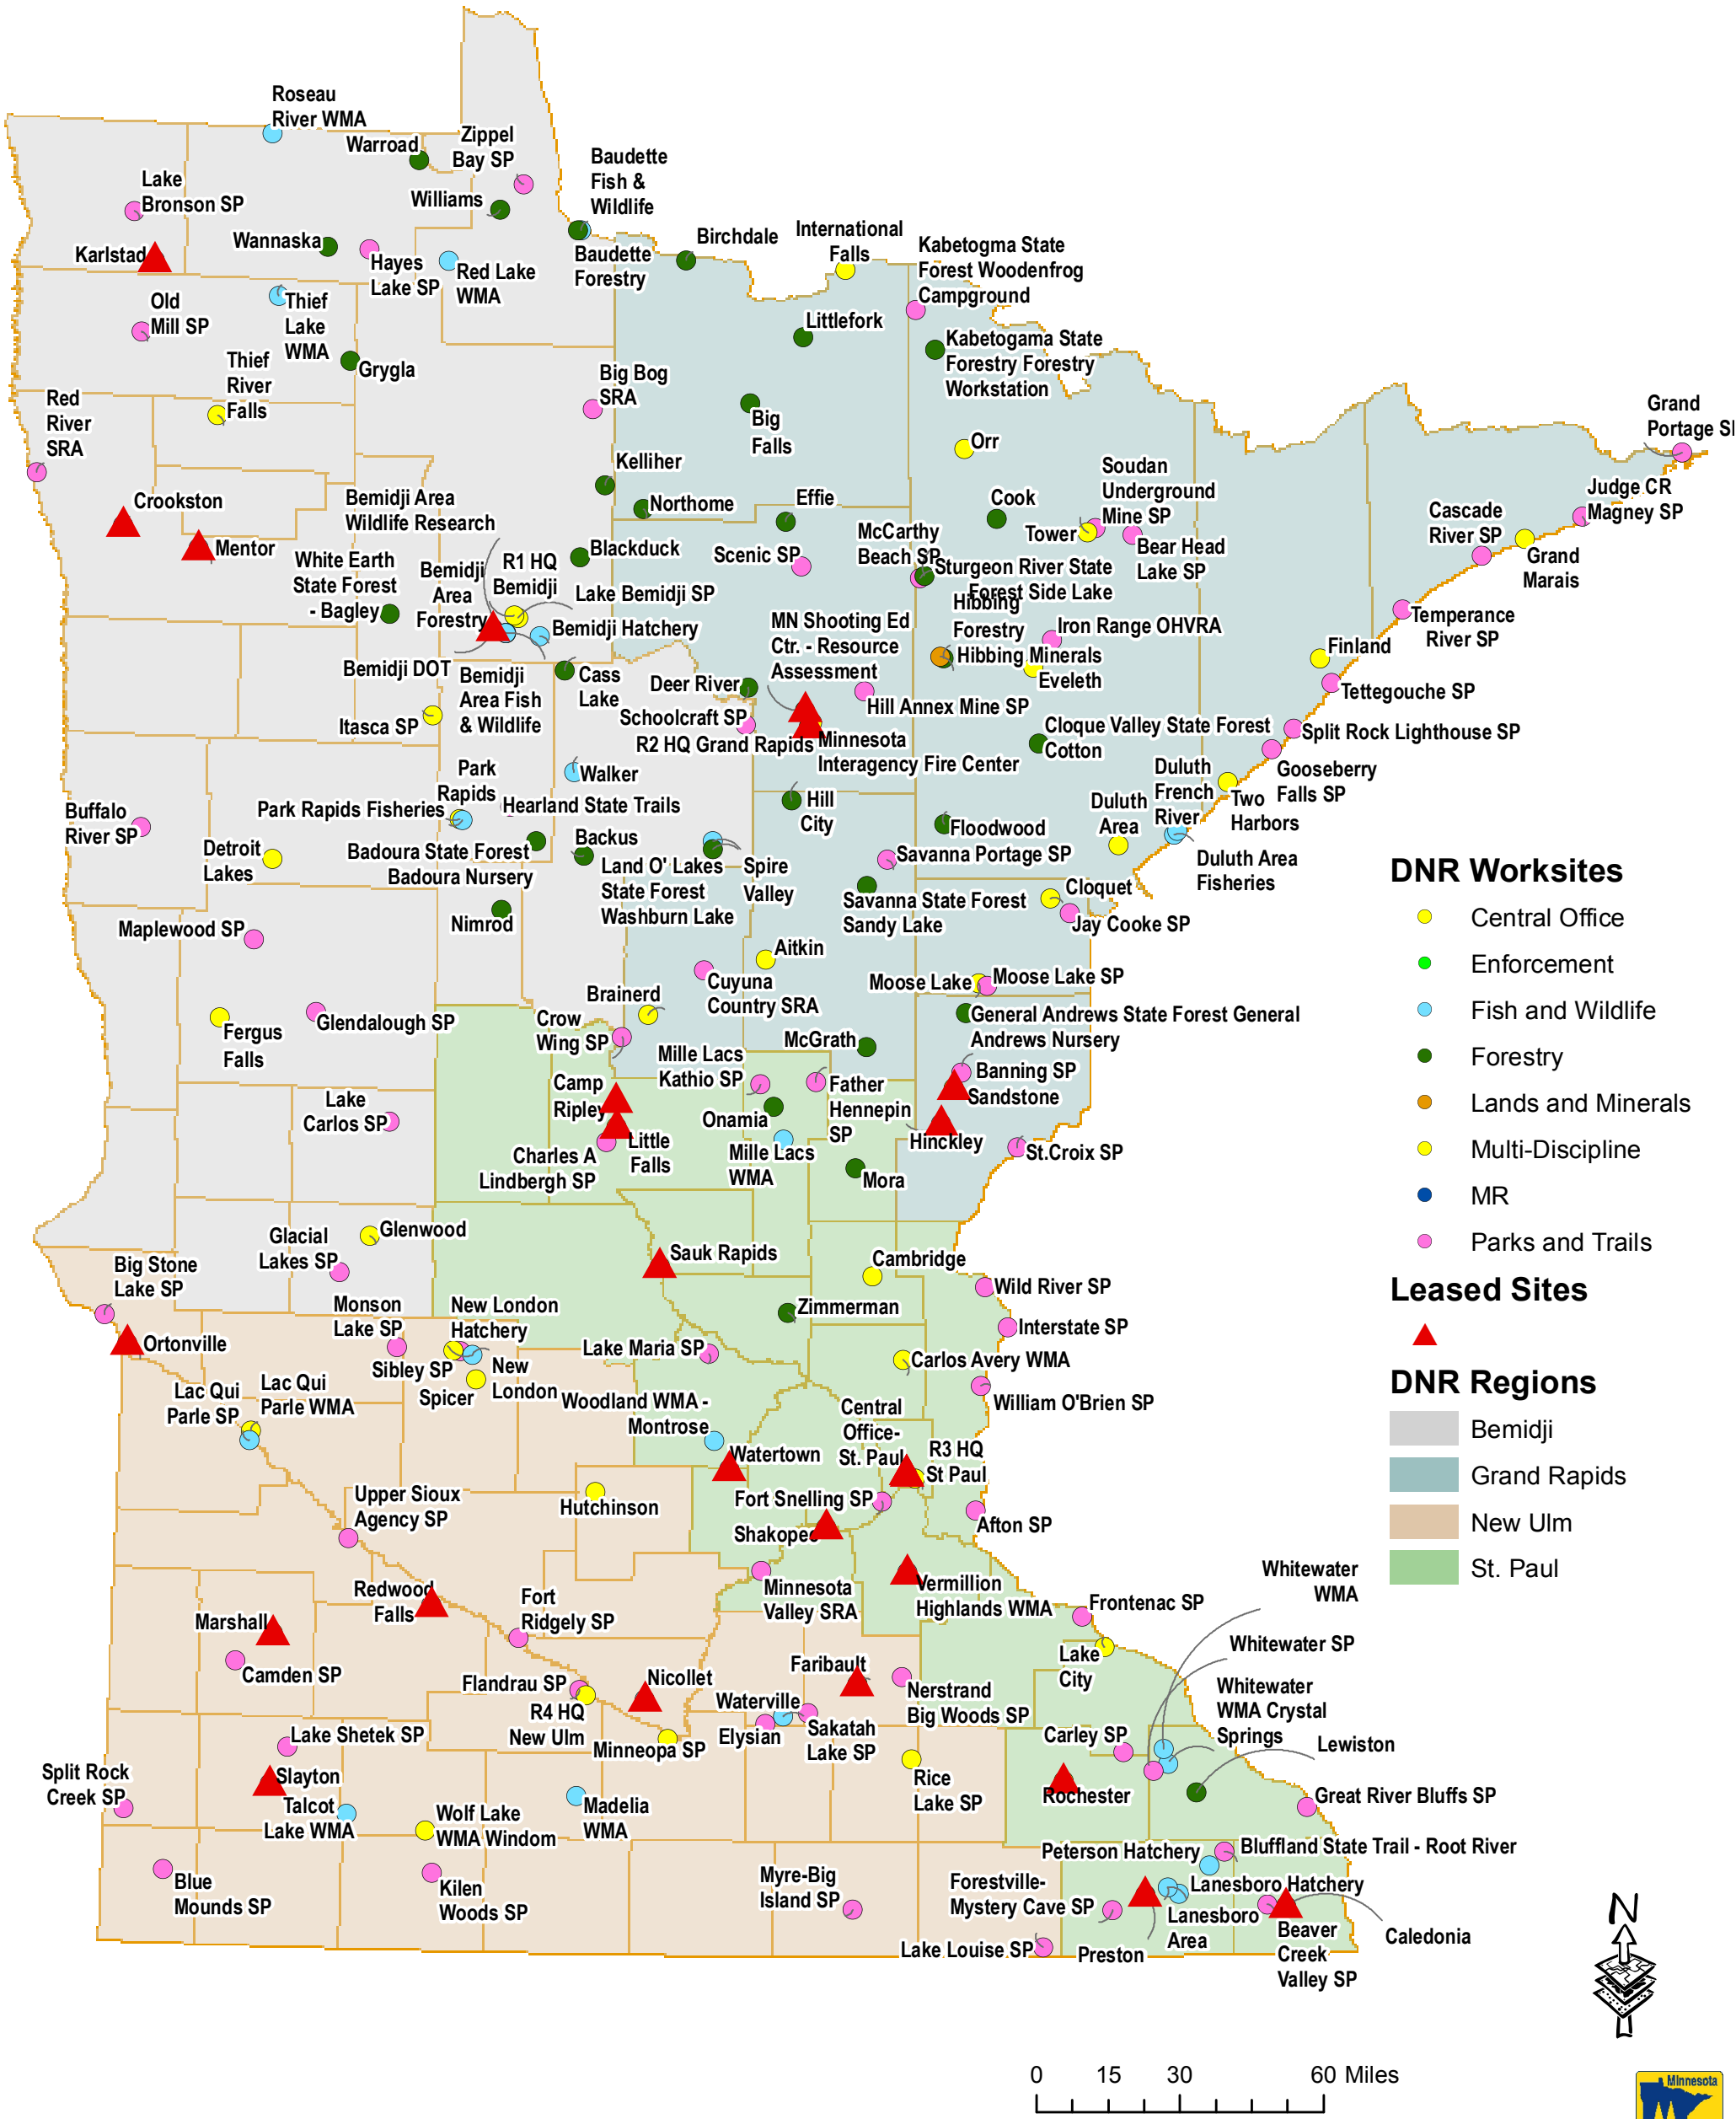 Roseau
River WMA
Warroad
Zippel
Bay SP
Baudette
Fish &
Wildlife
Lake
Bronson SP
Williams
Karlstad
Wannaska
Hayes
Lake SP
Red Lake
WMA
Baudette
Forestry
Birchdale
International
Falls
Kabetogma State
Forest Woodenfrog
Campground
Old
Mill SP
Thief
Lake
WMA
Littlefork
Kabetogama State
Forestry Forestry
Workstation
Thief
River
Falls
Grygla
Big Bog
SRA
Red
River
SRA
Big
Falls
Orr
Grand
Portage S
Kelliher
Soudan
Underground
Mine SP
Crookston
Bemidji Area
Wildlife Research
Northome
Effie
Cook
Judge CR
Magney SP
Cascade
River SP
Mentor
R1 HQ
Bemidji
Blackduck
Scenic SP
McCarthy
Beach SP
Tower
Bear Head
Lake SP
Grand
Marais
White Earth
State Forest
- Bagley
Bemidji
Area
Forestry
Lake Bemidji SP
Sturgeon River State
Forest Side Lake
Bemidji Hatchery
MN Shooting Ed
Ctr. - Resource
Assessment
Hibbing
Forestry
Iron Range OHVRA
Temperance
River SP
Hibbing Minerals
Eveleth
Finland
Bemidji DOT
Bemidji
Area Fish
& Wildlife
Cass
Lake
Deer River
Tettegouche SP
Itasca SP
Schoolcraft SP
Hill Annex Mine SP
R2 HQ Grand Rapids
Minnesota
Interagency Fire Center
Cloque Valley State Forest
Cotton
Split Rock Lighthouse SP
Park
Rapids
Walker
Duluth
French
River
Gooseberry
Falls SP
Buffalo
River SP
Park Rapids Fisheries
Hearland State Trails
Hill
City
Duluth
Area
Two
Harbors
Detroit
Lakes
Badoura State Forest
Badoura Nursery
Backus
Floodwood
Savanna Portage SP
Duluth Area
Fisheries
Land O' Lakes
State Forest
Washburn Lake
Spire
Valley
Savanna State Forest
Sandy Lake
Cloquet
Jay Cooke SP
Maplewood SP
Nimrod
Aitkin
Cuyuna
Country SRA
Moose Lake
Moose Lake SP
Brainerd
Fergus
Falls
Glendalough SP
Crow
Wing SP
General Andrews State Forest General
Andrews Nursery
McGrath
Mille Lacs
Kathio SP
Father
Hennepin
SP
Banning SP
Sandstone
Lake
Carlos SP
Camp
Ripley
Onamia
Hinckley
Little
Falls
Charles A
Lindbergh SP
Mille Lacs
WMA
St.Croix SP
Mora
Glacial
Lakes SP
Glenwood
Sauk Rapids
Cambridge
Big Stone
Lake SP
Wild River SP
Monson
Lake SP
New London
Hatchery
Zimmerman
Interstate SP
Ortonville
Sibley SP
New
London
Spicer
Lake Maria SP
Carlos Avery WMA
Lac Qui
Parle SP
Lac Qui
Parle WMA
Woodland WMA -
Montrose
William O'Brien SP
Central
Office-
St. Paul
R3 HQ
St Paul
Watertown
Upper Sioux
Agency SP
Hutchinson
Fort Snelling SP
Shakopee
Afton SP
Minnesota
Valley SRA
Vermillion
Highlands WMA
Whitewater
WMA
Redwood
Falls
Fort
Ridgely SP
Frontenac SP
Marshall
Camden SP
Whitewater SP
Lake
City
Flandrau SP
Nicollet
Faribault
R4 HQ
New Ulm
Nerstrand
Big Woods SP
Whitewater
WMA Crystal
Springs
Waterville
Elysian
Sakatah
Lake SP
Lake Shetek SP
Minneopa SP
Carley SP
Lewiston
Split Rock
Creek SP
Slayton
Talcot
Lake WMA
Rice
Lake SP
Rochester
Great River Bluffs SP
Wolf Lake
WMA Windom
Madelia
WMA
Peterson Hatchery
Bluffland State Trail - Root River
Blue
Mounds SP
Kilen
Woods SP
Myre-Big
Island SP
Forestville-
Mystery Cave SP
Lanesboro Hatchery
Lanesboro
Area
Lake Louise SP
Preston
Beaver
Creek
Valley SP
Caledonia
DNR Worksites
Central Office
Enforcement
Fish and Wildlife
Forestry
Lands and Minerals
Multi-Discipline
MR
Parks and Trails
Leased Sites
DNR Regions
Bemidji
Grand Rapids
New Ulm
St. Paul
N
0 15 30 60 Miles
Minnesota